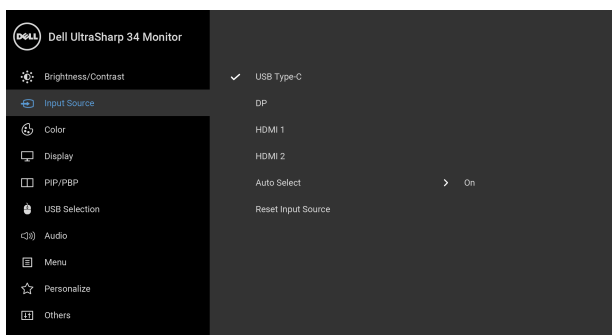 DELL Dell UltraSharp 34 Monitor
Brightness/Contrast
Input Source
Color
Display
PIP/PBP
USB Selection
Audio
Menu
Personalize
Others
USB Type-C
DP
HDMI 1
HDMI 2
Auto Select On
Reset Input Source